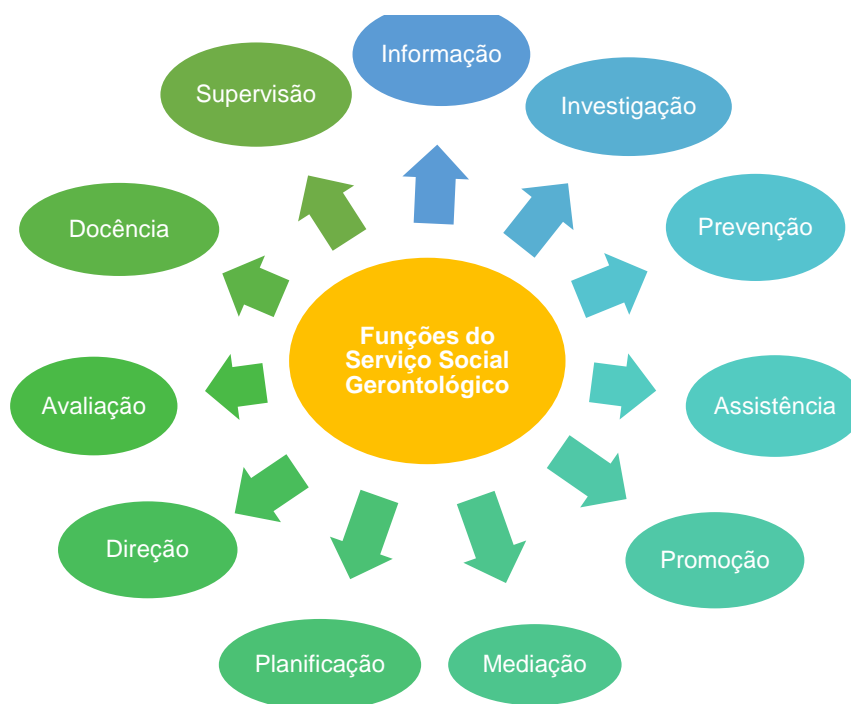 Informação
Investigação
Prevenção
Assistência
Promoção
Mediação
Planificação
Direção
Avaliação
Docência
Supervisão
Funções do
Serviço Social
Gerontológico